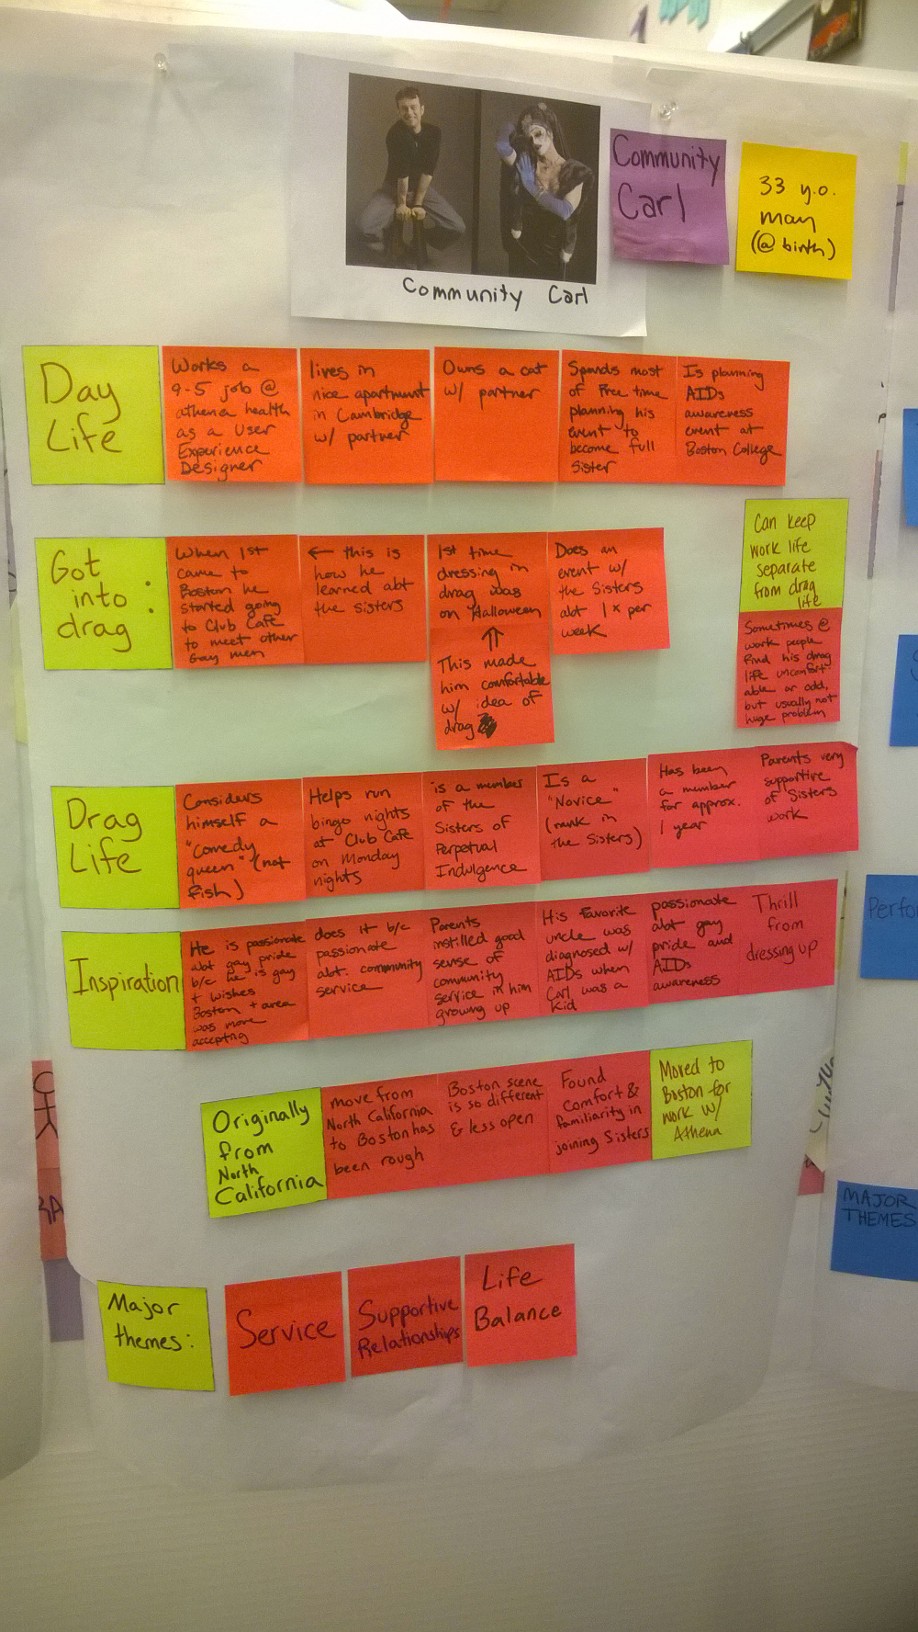 Community
Carl
33 y.o.
man
(@ birth)
Community Carl
Day
Life
Works a
9-5 job @
athena health
as a User
Experience
Designer
lives in
nice apartment
in Cambridge
w/ partner
Owns a cat
w/ partner
Spends most
of Free time
planning his
event to
become full
Sister
Is planning
AIDs
awareness
event at
Boston College
Got
into :
drag
When 1st
came to
Boston he
started going
to Club Café
to meet other
Gay men
← this is
how he
learned abt
the sisters
1st time
dressing in
drag was
on Halloween
↑
This made
him comfortable
w/ idea of
drag
Does an
event w/
the Sisters
abt 1x per
week
Can keep
work life
separate
from drag
life
Sometimes @
work people
find his drag
life uncomfort-
able or odd,
but usually not
huge problem
Drag
Life
Considers
himself a
"comedy
queen" (not
fish)
Helps run
bingo nights
at Club Café
on Monday
nights
is a member
of the
Sisters of
Perpetual
Indulgence
Is a
"Novice"
(rank in
the Sisters)
Has been
a member
for approx.
1 year
Parents very
supportive
of Sisters
work
Inspiration
He is passionate
abt gay pride
b/c he is gay
+ wishes
Boston + area
was more
accepting
does it b/c
passionate
abt. community
service
Parents
instilled good
sense of
community
service in him
growing up
His favorite
uncle was
diagnosed w/
AIDs when
Carl was a
kid
passionate
abt gay
pride and
AIDs
awareness
Thrill
from
dressing up
Originally
from
North
California
move from
North California
to Boston has
been rough
Boston scene
is so different
& less open
Found
Comfort &
familiarity in
joining Sisters
Moved to
Boston for
work w/
Athena
Major
themes:
Service
Supportive
Relationships
Life
Balance
Perfo
MAJOR
THEMES